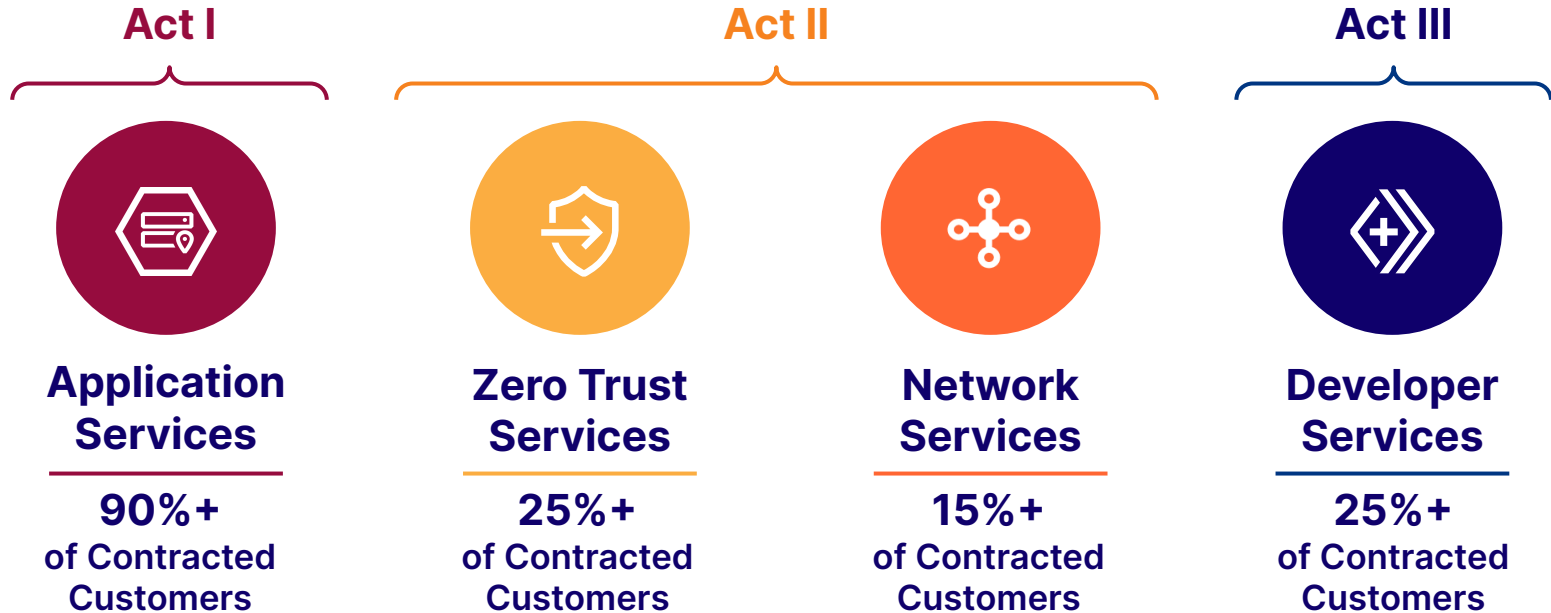 Act I
Act II
Act III
Application
Services
90%+
of Contracted
Customers
Zero Trust
Services
25%+
of Contracted
Customers
Network
Services
15%+
of Contracted
Customers
Developer
Services
25%+
of Contracted
Customers